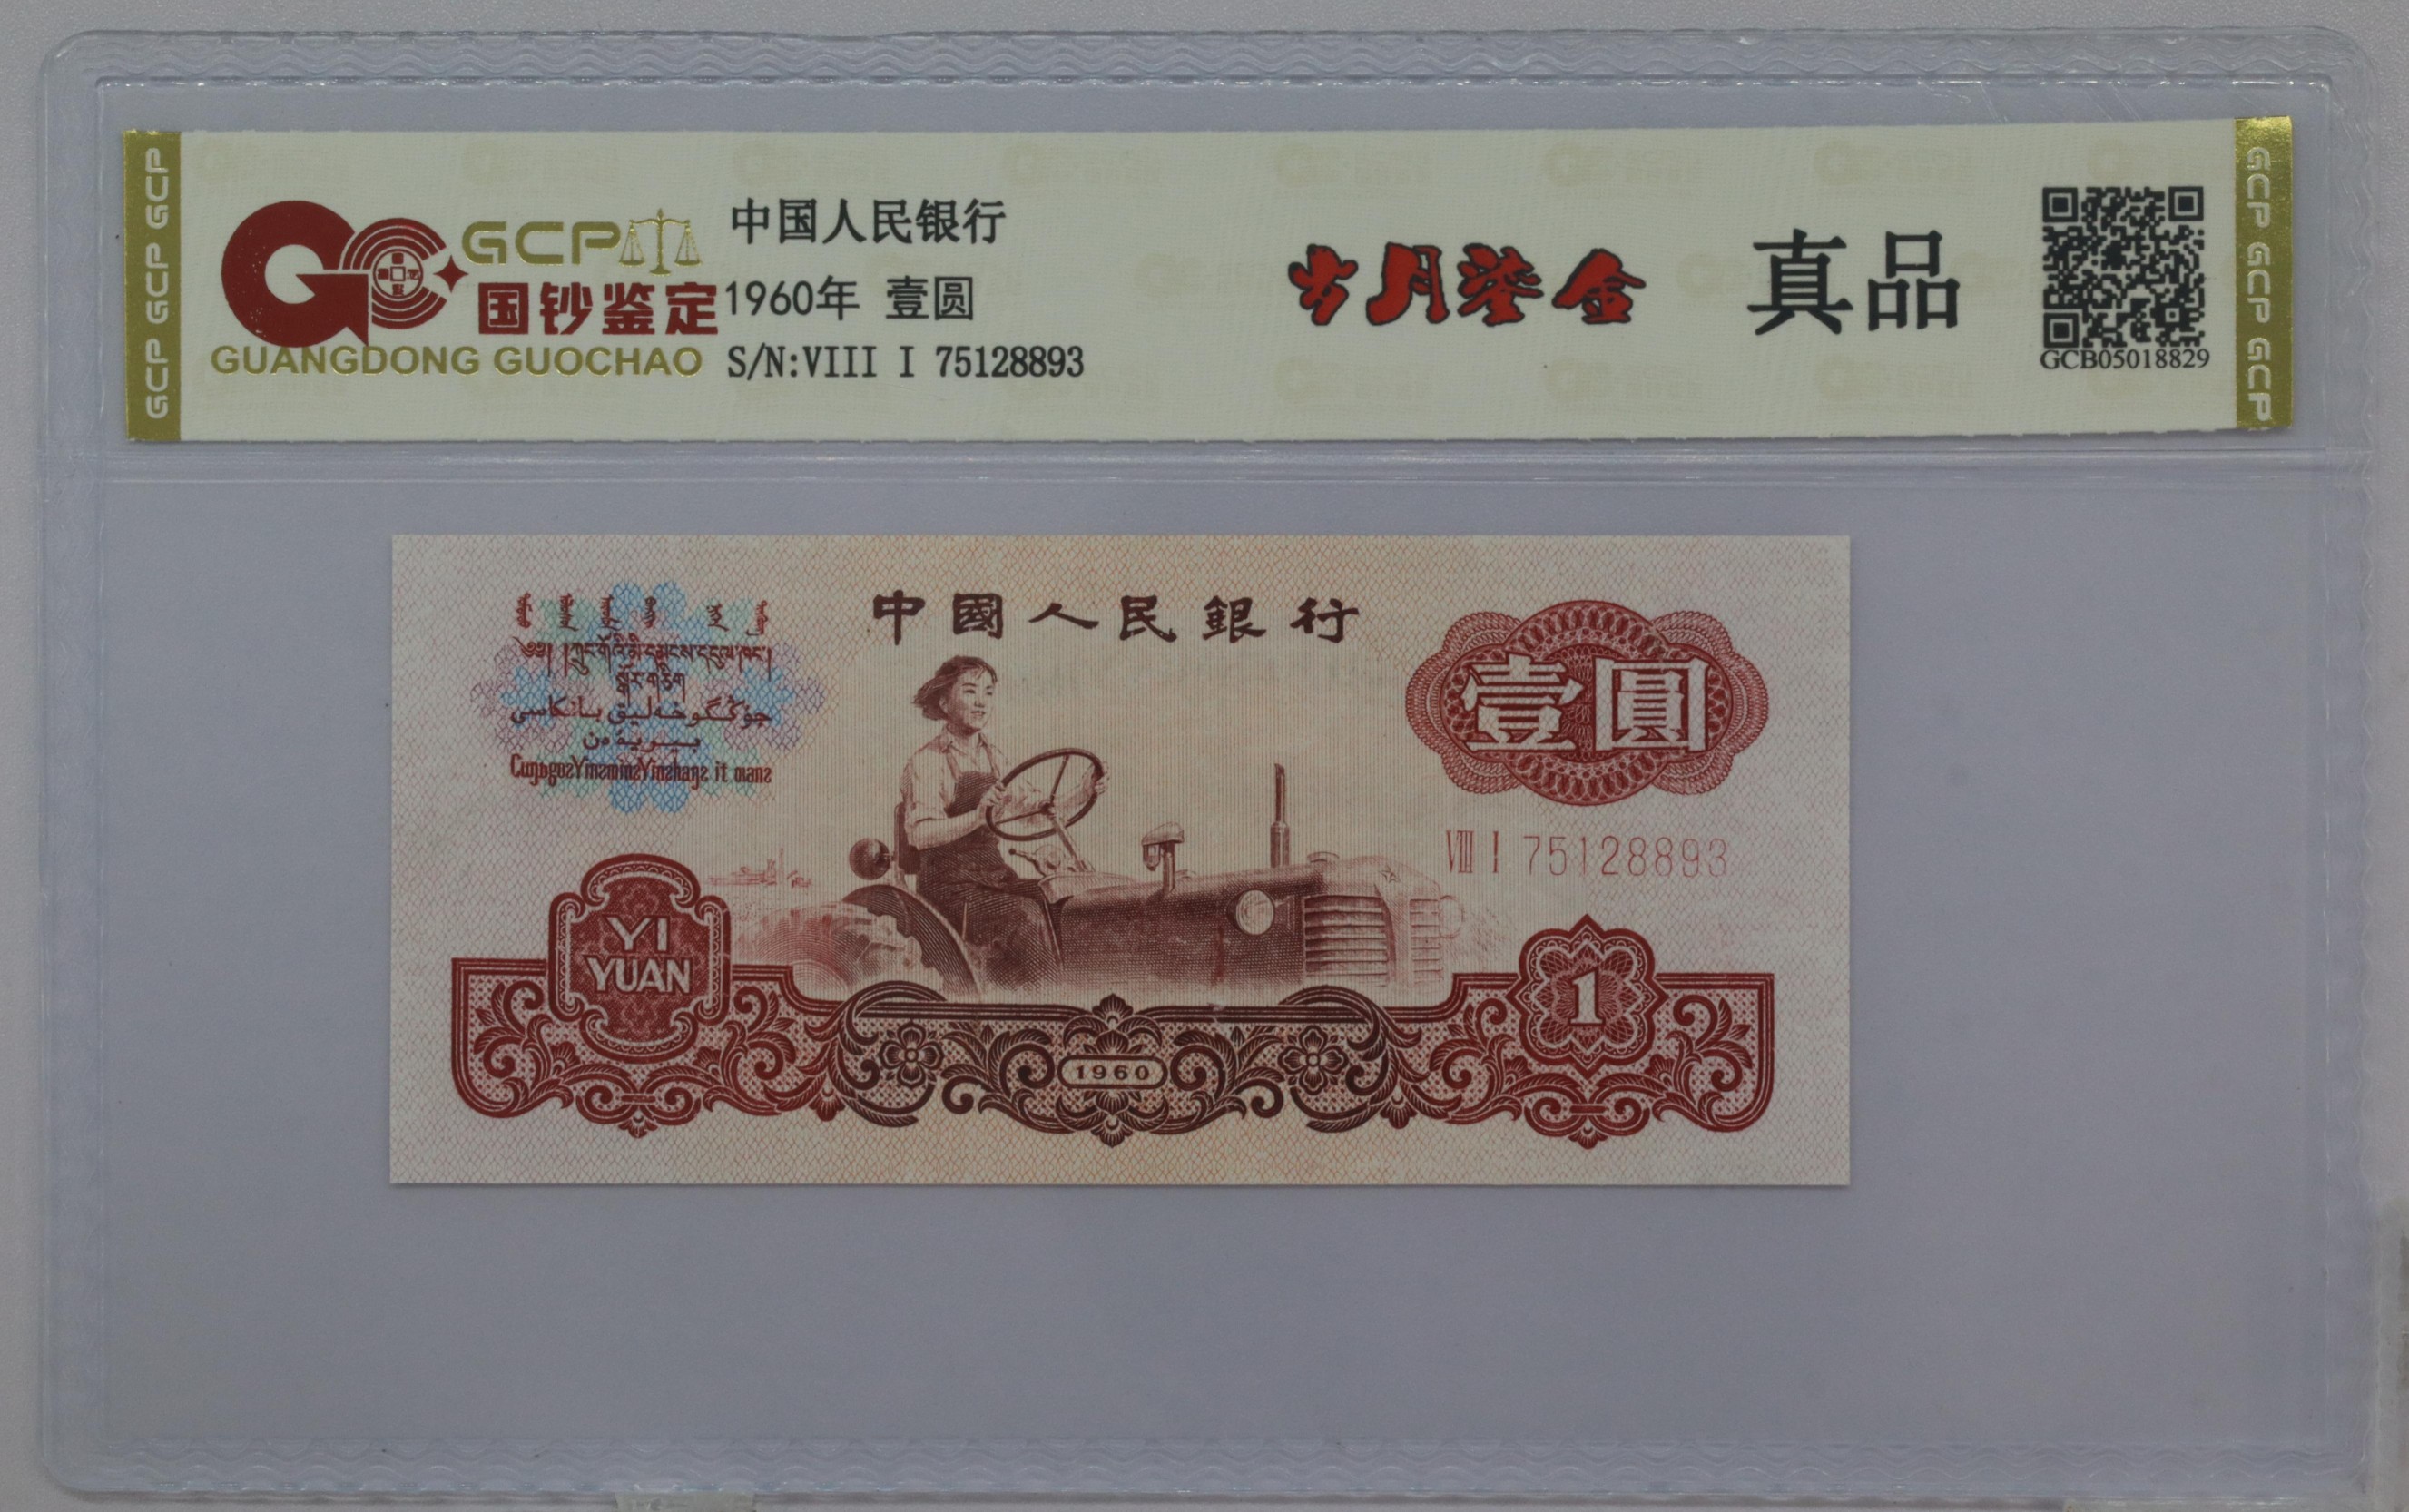 GCP GCP GCP
GCP
国钞鉴定
GUANGDONG GUOCHAO
中国人民银行
1960年 壹圆
S/N:VIII I 75128893
岁月鎏金
真品
GCB05018829
GCP GCP GCP
中國人民銀行
壹圓
VIII I 75128893
YI
YUAN
1
1960